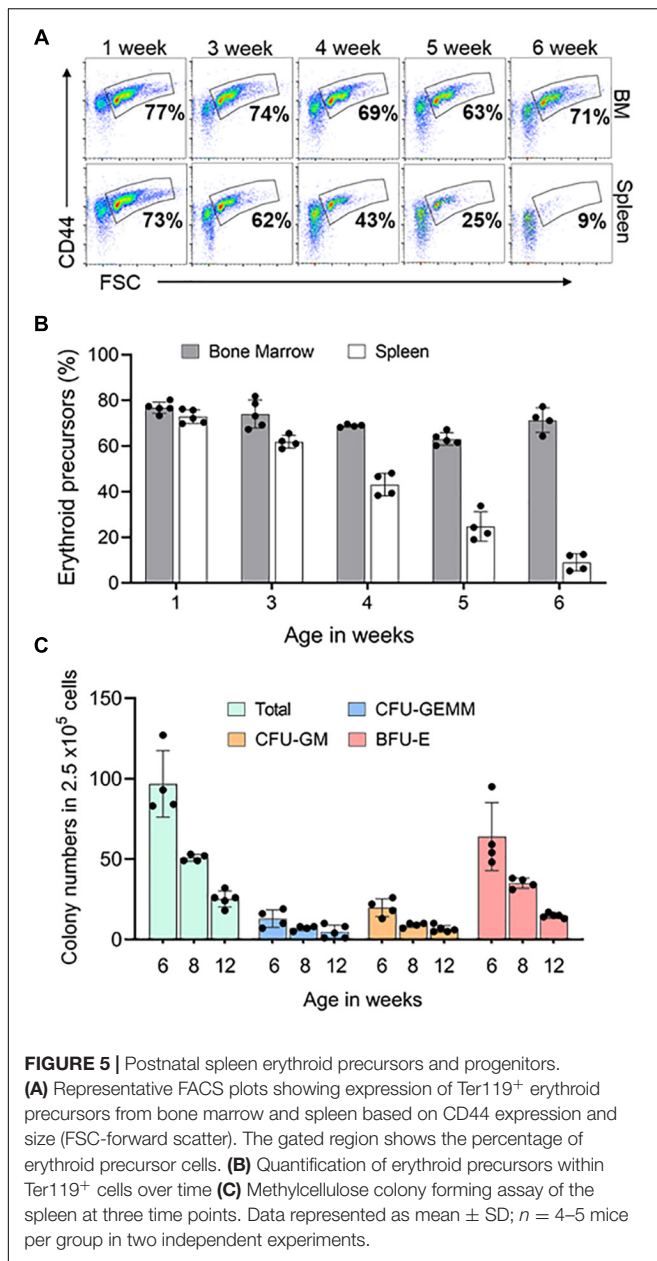 A
1 week 3 week 4 week 5 week 6 week
77% 74% 69% 63% 71% BM
73% 62% 43% 25% 9% Spleen
CD44
FSC
B
Bone Marrow Spleen
Erythroid precursors (%)
100
80
60
40
20
0
1 3 4 5 6
Age in weeks
C
Total CFU-GEMM
CFU-GM BFU-E
Colony numbers in 2.5 x10⁵ cells
150
100
50
0
6 8 12 6 8 12 6 8 12 6 8 12
Age in weeks
FIGURE 5 | Postnatal spleen erythroid precursors and progenitors.
(A) Representative FACS plots showing expression of Ter119⁺ erythroid
precursors from bone marrow and spleen based on CD44 expression and
size (FSC-forward scatter). The gated region shows the percentage of
erythroid precursor cells. (B) Quantification of erythroid precursors within
Ter119⁺ cells over time (C) Methylcellulose colony forming assay of the
spleen at three time points. Data represented as mean ± SD; n = 4–5 mice
per group in two independent experiments.